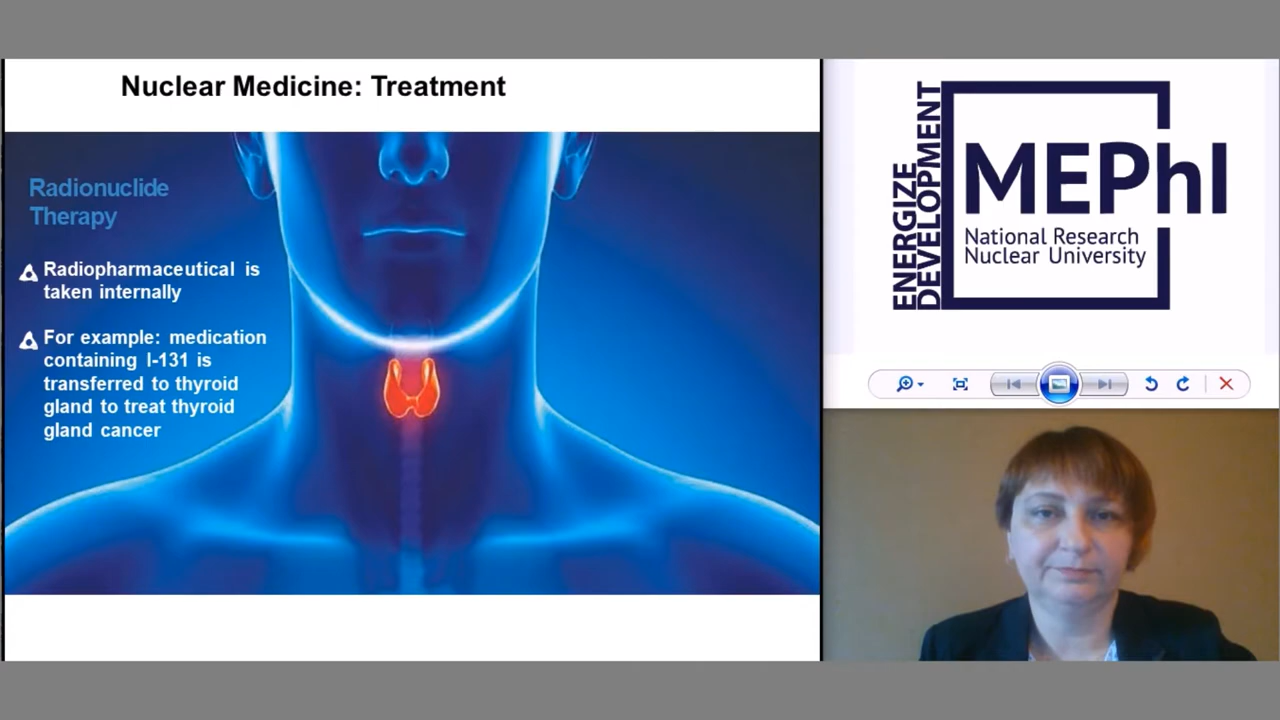 Nuclear Medicine: Treatment
Radionuclide
Therapy
Radiopharmaceutical is
taken internally
For example: medication
containing I-131 is
transferred to thyroid
gland to treat thyroid
gland cancer
ENERGIZE
DEVELOPMENT
MEPhI
National Research
Nuclear University